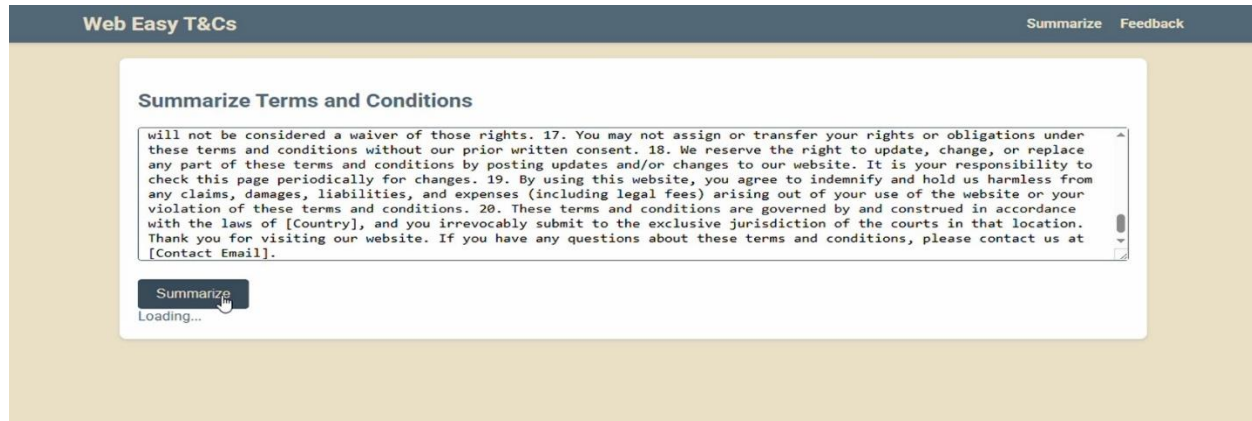 Web Easy T&Cs
Summarize Feedback
Summarize Terms and Conditions
will not be considered a waiver of those rights. 17. You may not assign or transfer your rights or obligations under
these terms and conditions without our prior written consent. 18. We reserve the right to update, change, or replace
any part of these terms and conditions by posting updates and/or changes to our website. It is your responsibility to
check this page periodically for changes. 19. By using this website, you agree to indemnify and hold us harmless from
any claims, damages, liabilities, and expenses (including legal fees) arising out of your use of the website or your
violation of these terms and conditions. 20. These terms and conditions are governed by and construed in accordance
with the laws of [Country], and you irrevocably submit to the exclusive jurisdiction of the courts in that location.
Thank you for visiting our website. If you have any questions about these terms and conditions, please contact us at
[Contact Email].
Summarize
Loading...